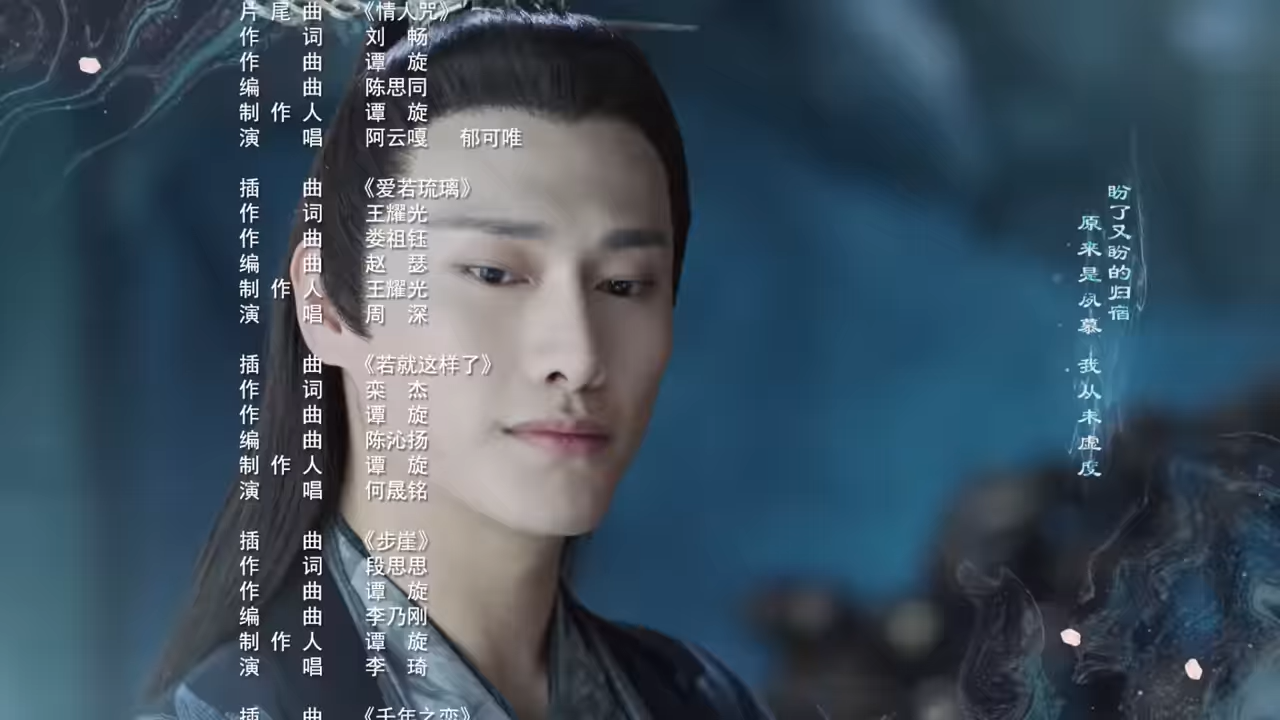 片尾曲 《情人咒》
作词 刘畅
作曲 谭旋
编曲 陈思同
制作人 谭旋
演唱 阿云嘎 郁可唯
插曲 《爱若琉璃》
作词 王耀光
作曲 娄祖钰
编曲 赵瑟
制作人 王耀光
演唱 周深
插曲 《若就这样了》
作词 栾杰
作曲 谭旋
编曲 陈沁扬
制作人 谭旋
演唱 何晟铭
插曲 《步崖》
作词 段思思
作曲 谭旋
编曲 李乃刚
制作人 谭旋
演唱 李琦
插曲 《千年之恋》
盼了又盼的归宿
原来是夙慕 我从未虚度